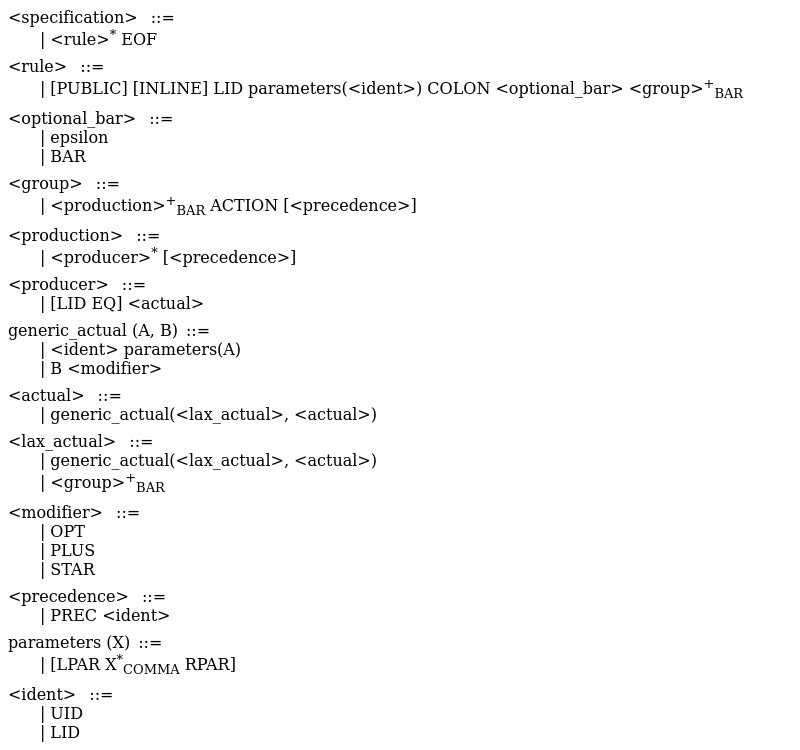 <specification> ::=
| <rule>* EOF
<rule> ::=
| [PUBLIC] [INLINE] LID parameters(<ident>) COLON <optional_bar> <group>+BAR
<optional_bar> ::=
| epsilon
| BAR
<group> ::=
| <production>+BAR ACTION [<precedence>]
<production> ::=
| <producer>* [<precedence>]
<producer> ::=
| [LID EQ] <actual>
generic_actual (A, B) ::=
| <ident> parameters(A)
| B <modifier>
<actual> ::=
| generic_actual(<lax_actual>, <actual>)
<lax_actual> ::=
| generic_actual(<lax_actual>, <actual>)
| <group>+BAR
<modifier> ::=
| OPT
| PLUS
| STAR
<precedence> ::=
| PREC <ident>
parameters (X) ::=
| [LPAR X*COMMA RPAR]
<ident> ::=
| UID
| LID